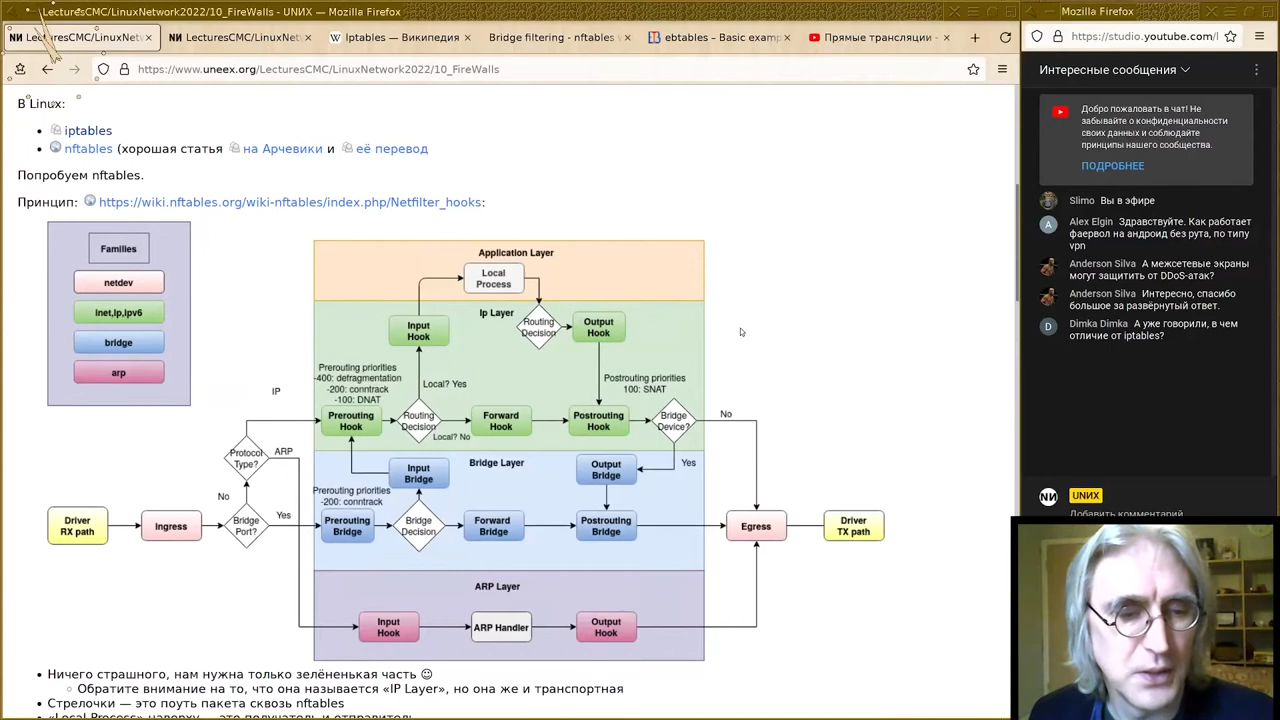 LecturesCMC/LinuxNetwork2022/10_FireWalls - UNИX — Mozilla Firefox
Mozilla Firefox
LecturesCMC/LinuxNetw
LecturesCMC/LinuxNet
Iptables — Википедия
Bridge filtering - nftables w
ebtables – Basic examp
Прямые трансляции -
https://studio.youtube.com/l
https://www.uneex.org/LecturesCMC/LinuxNetwork2022/10_FireWalls
В Linux:
iptables
nftables (хорошая статья на Арчевики и её перевод
Попробуем nftables.
Принцип: https://wiki.nftables.org/wiki-nftables/index.php/Netfilter_hooks:
Families
netdev
inet,ip,ipv6
bridge
arp
Application Layer
Local
Process
Ip Layer
Input
Hook
Routing
Decision
Output
Hook
Prerouting priorities
-400: defragmentation
-200: conntrack
-100: DNAT
Local? Yes
Postrouting priorities
100: SNAT
IP
Prerouting
Hook
Routing
Decision
Local? No
Forward
Hook
Postrouting
Hook
Bridge
Device?
No
Protocol
Type?
ARP
Input
Bridge
Bridge Layer
Output
Bridge
Yes
No
Prerouting priorities
-200: conntrack
Driver
RX path
Ingress
Bridge
Port?
Yes
Prerouting
Bridge
Bridge
Decision
Forward
Bridge
Postrouting
Bridge
Egress
Driver
TX path
ARP Layer
Input
Hook
ARP Handler
Output
Hook
Ничего страшного, нам нужна только зелёненькая часть ☺
Обратите внимание на то, что она называется «IP Layer», но она же и транспортная
Стрелочки — это поуть пакета сквозь nftables
«Local Process» наверху — это получатель и отправитель
Интересные сообщения
Добро пожаловать в чат! Не
забывайте о конфиденциальности
своих данных и соблюдайте
принципы нашего сообщества.
ПОДРОБНЕЕ
Slimo Вы в эфире
Alex Elgin Здравствуйте. Как работает
фаервол на андроид без рута, по типу
vpn
Anderson Silva А межсетевые экраны
могут защитить от DDoS-атак?
Anderson Silva Интересно, спасибо
большое за развёрнутый ответ.
Dimka Dimka А уже говорили, в чем
отличие от iptables?
UNИX
Добавить комментарий